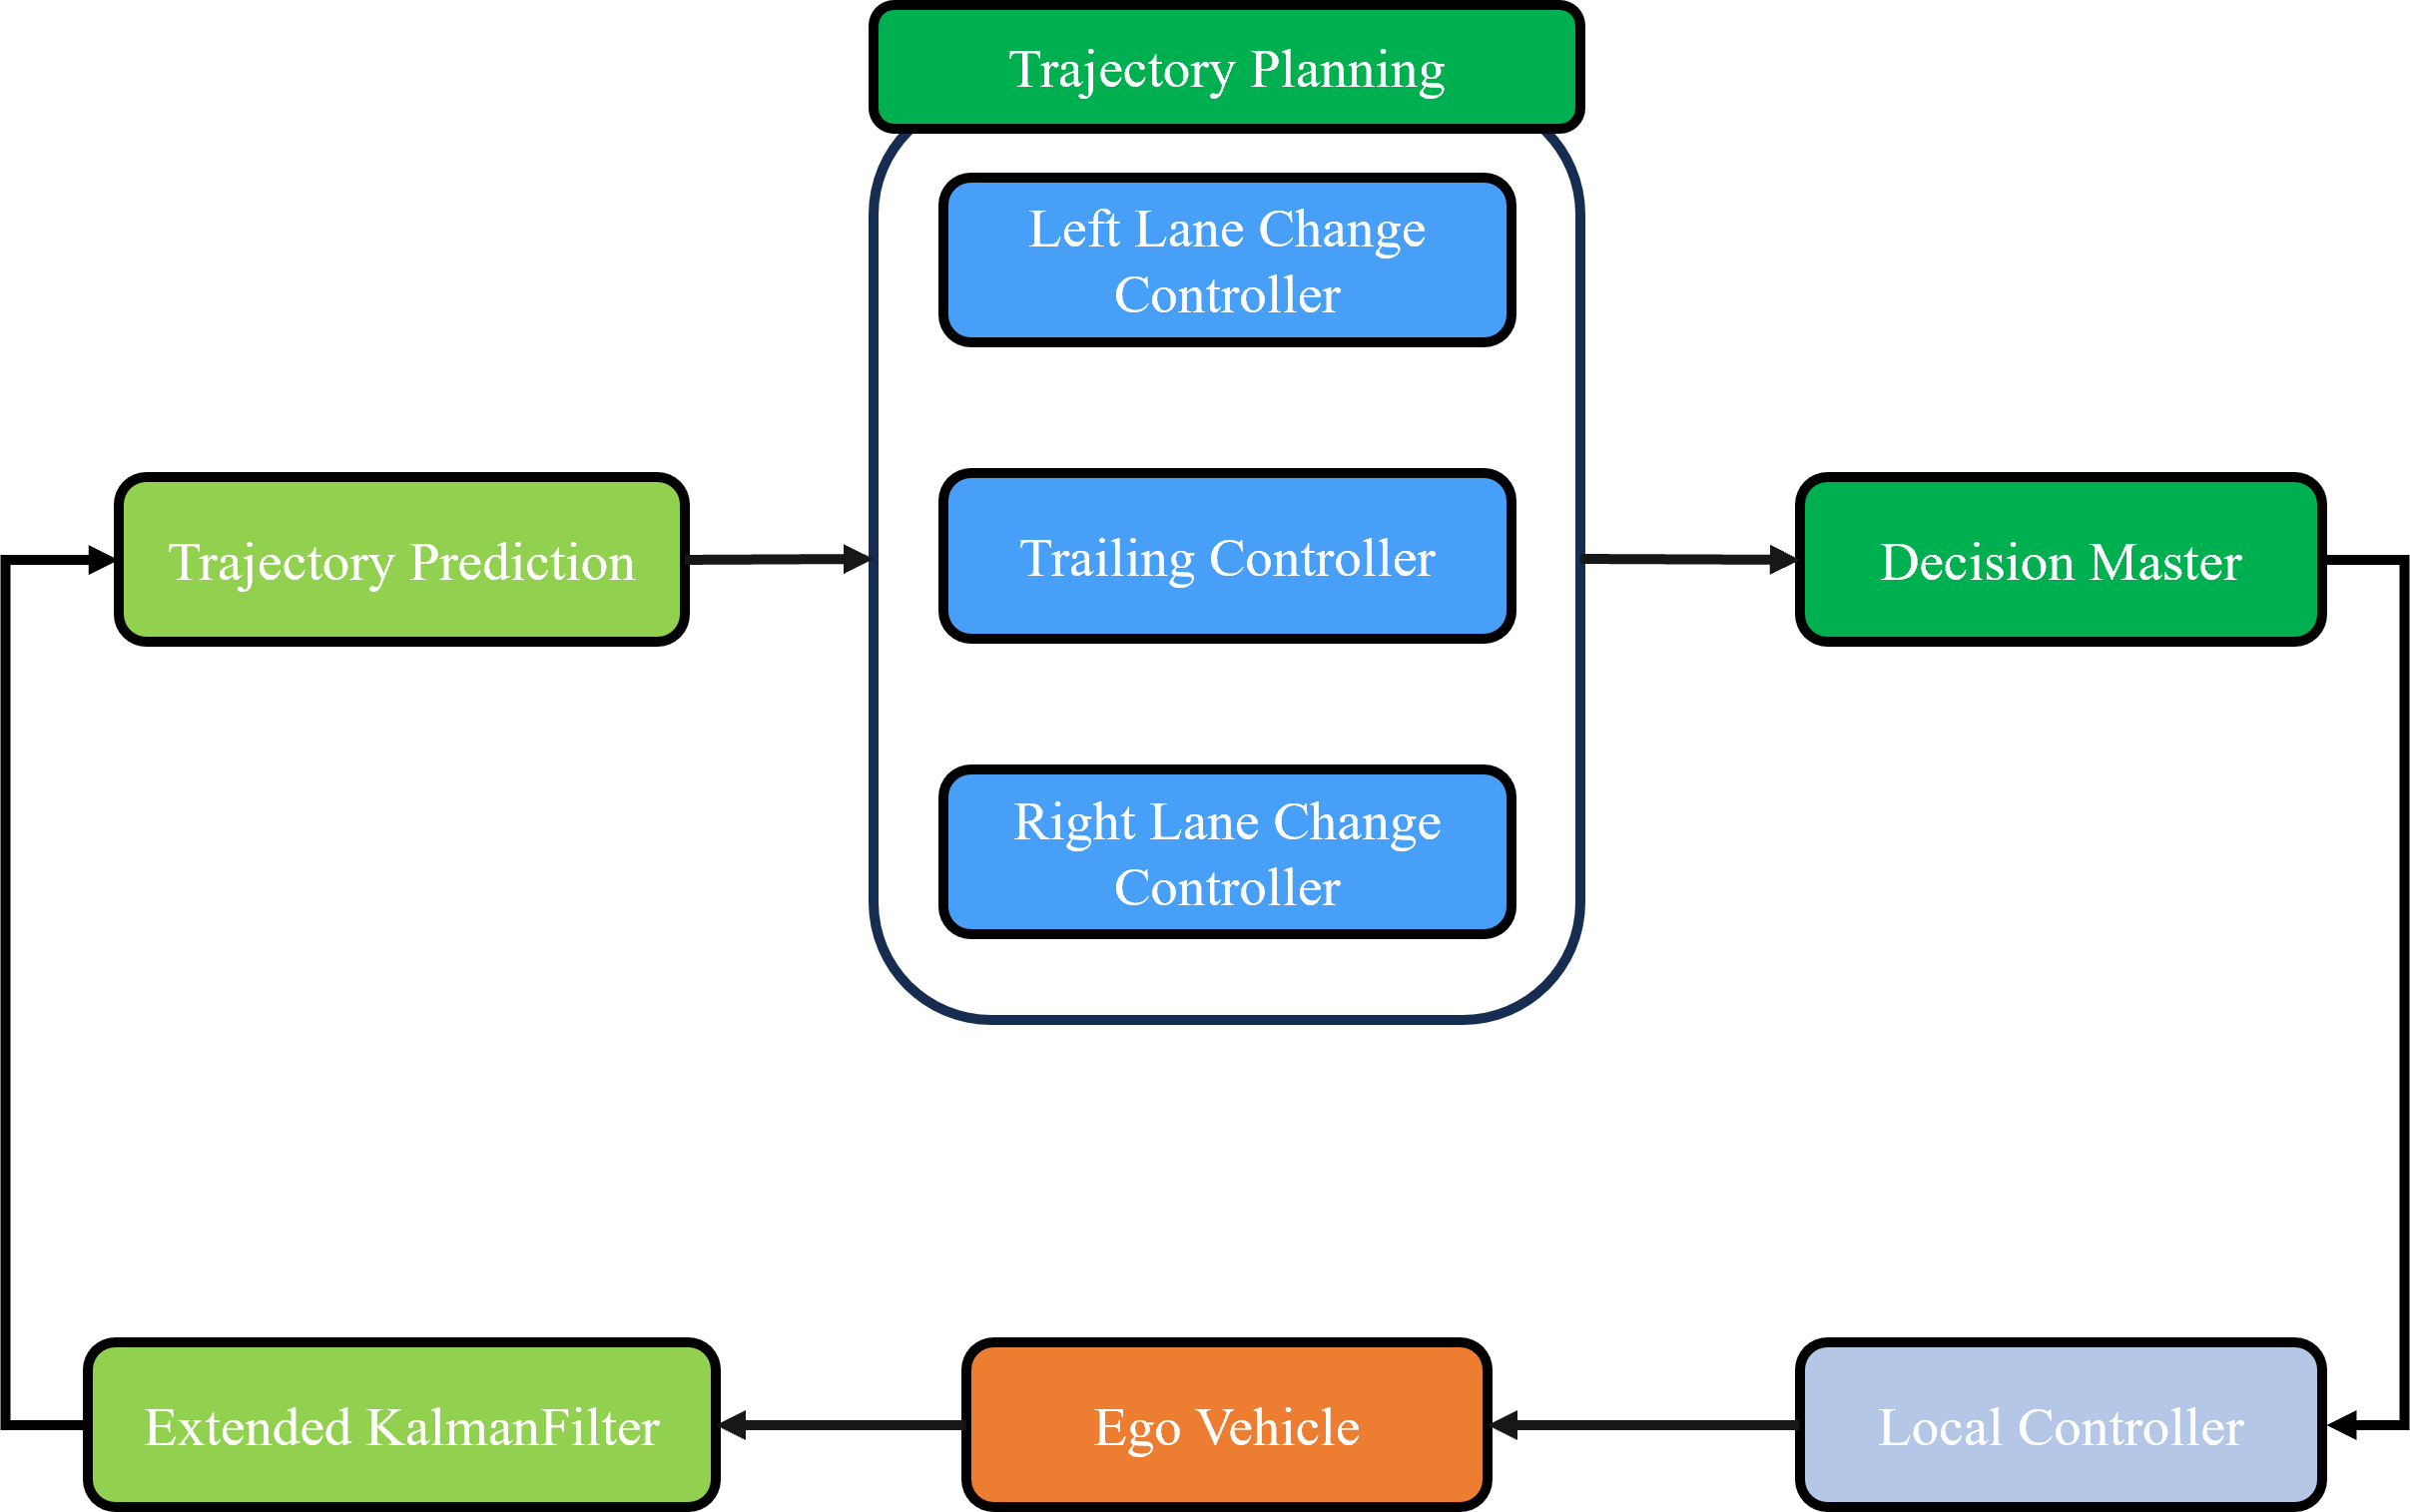 Trajectory Planning
Left Lane Change
Controller
Trajectory Prediction
Trailing Controller
Decision Master
Right Lane Change
Controller
Extended KalmanFilter
Ego Vehicle
Local Controller